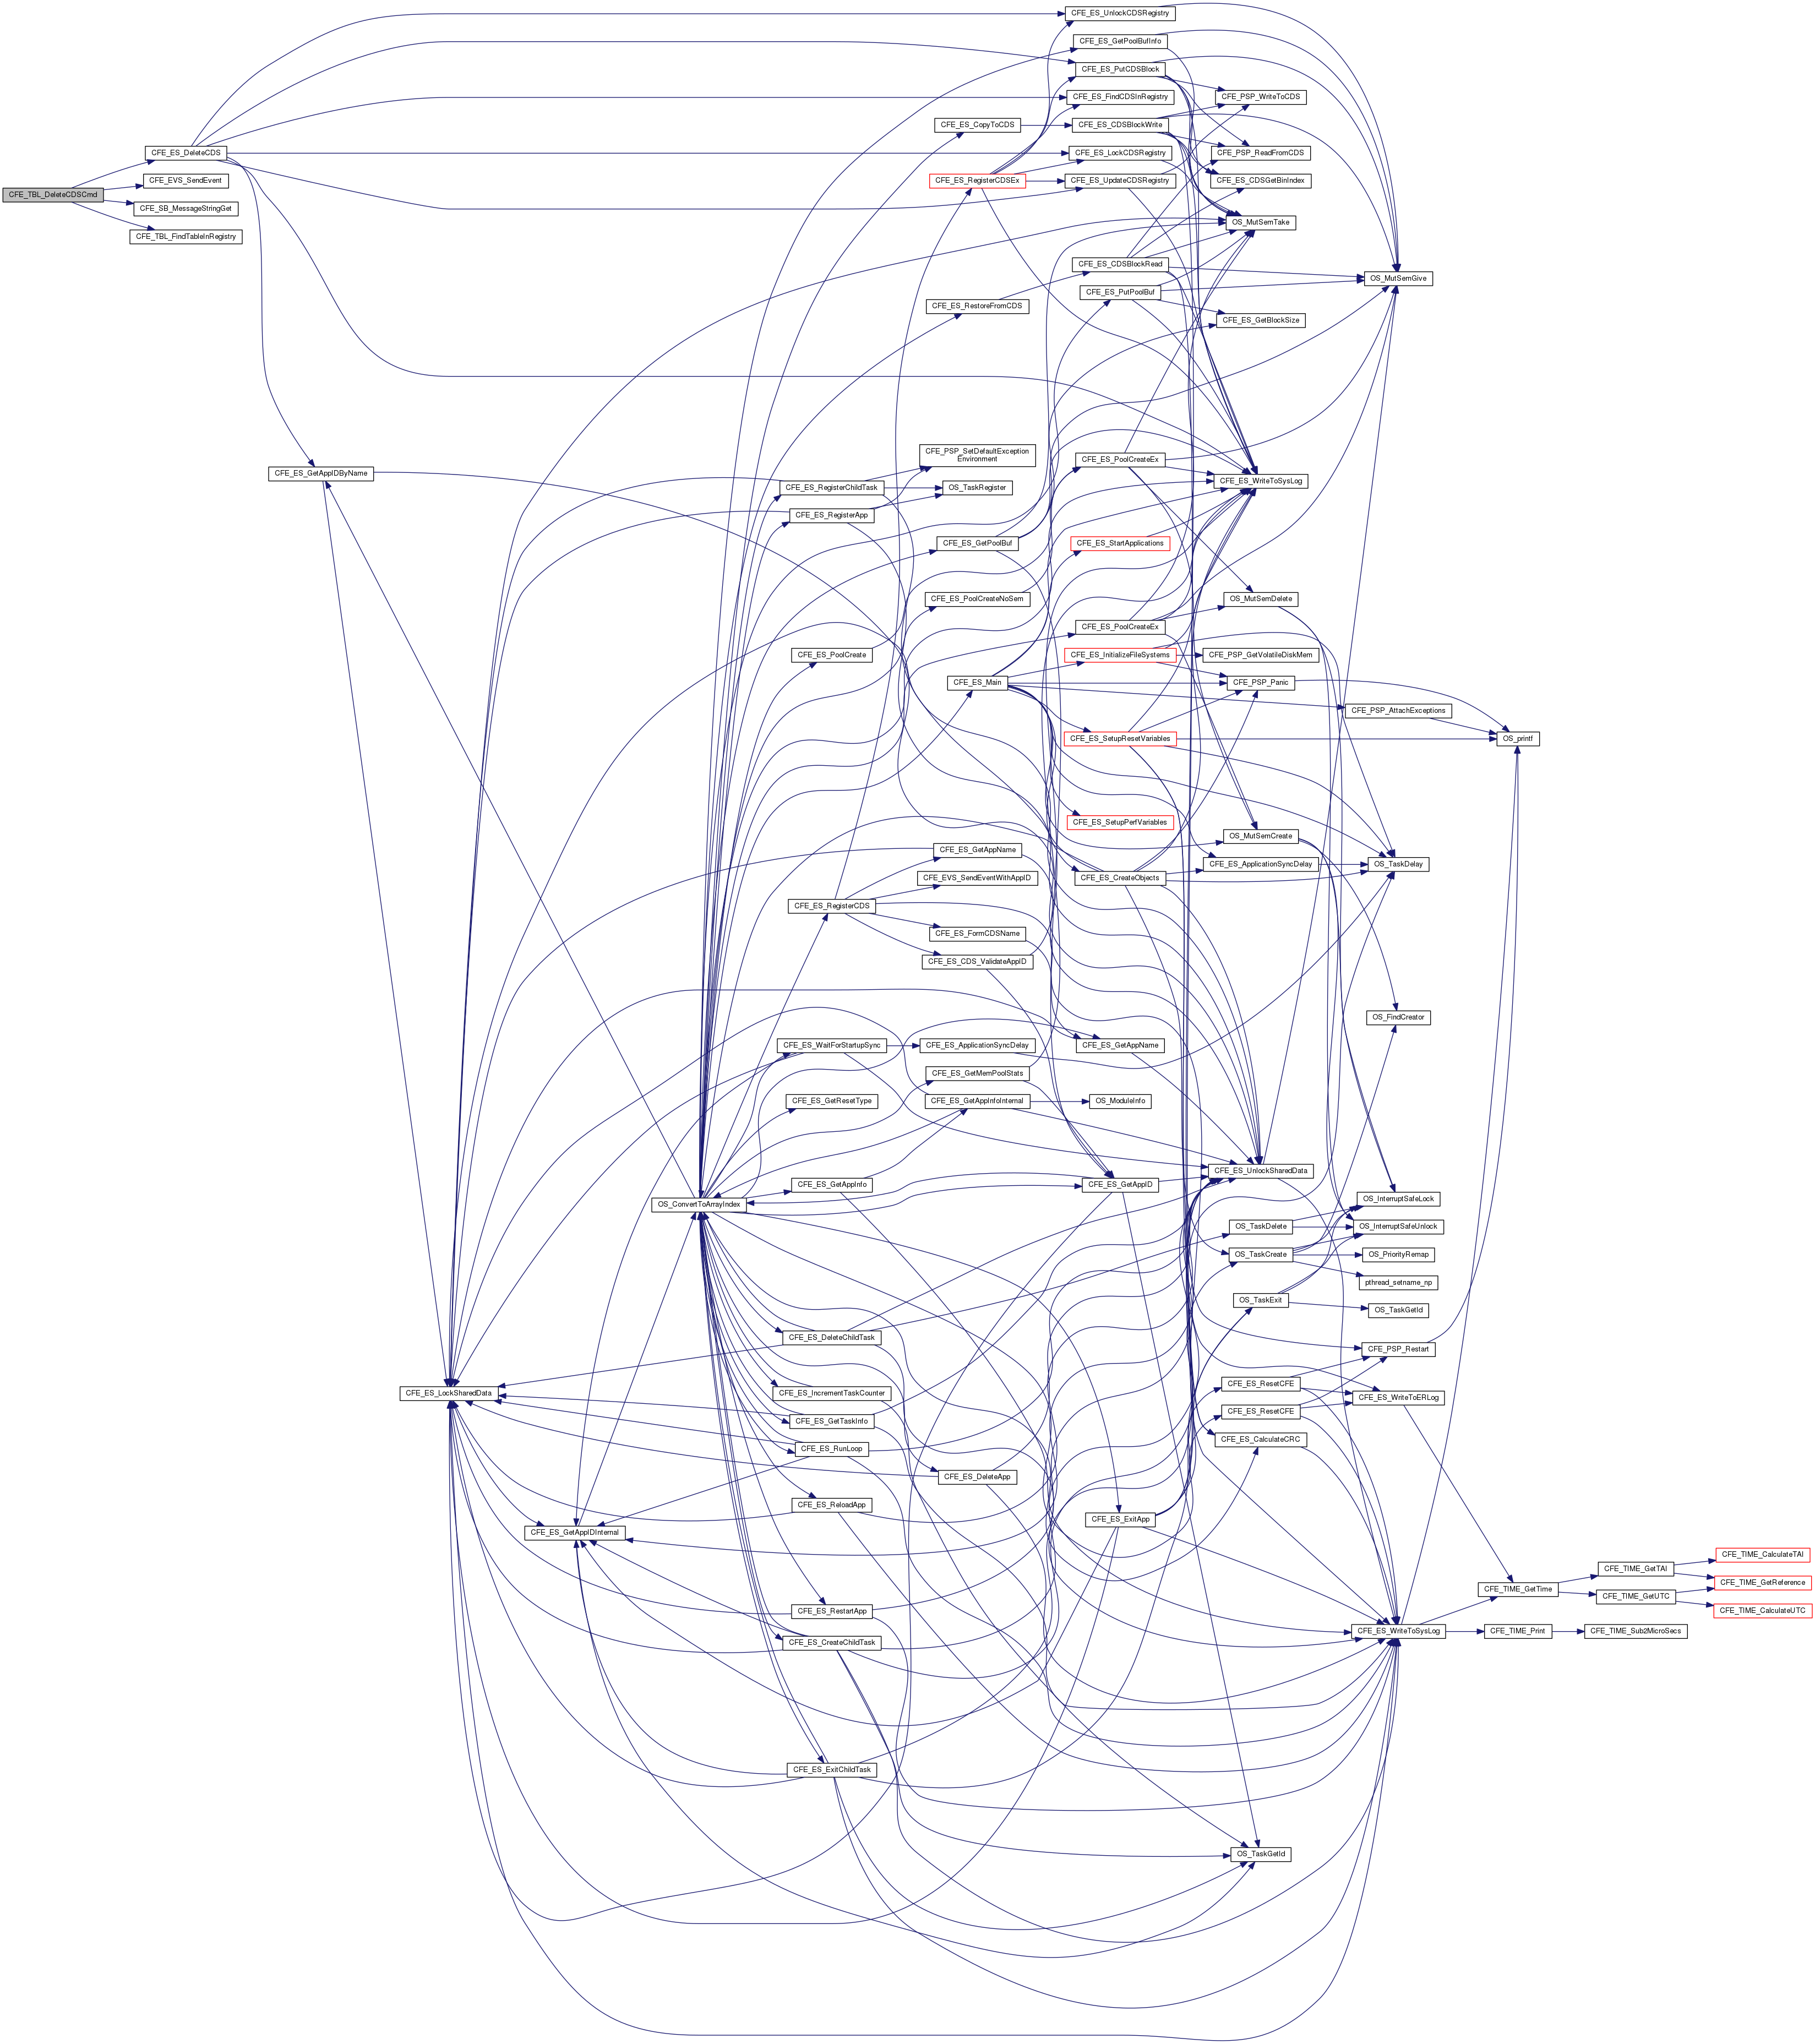 CFE_ES_UnlockCDSRegistry
CFE_ES_GetPoolBufInfo
CFE_ES_PutCDSBlock
CFE_ES_FindCDSInRegistry
CFE_PSP_WriteToCDS
CFE_ES_CopyToCDS
CFE_ES_CDSBlockWrite
CFE_ES_DeleteCDS
CFE_ES_LockCDSRegistry
CFE_PSP_ReadFromCDS
CFE_EVS_SendEvent
CFE_ES_RegisterCDSEx
CFE_ES_UpdateCDSRegistry
CFE_ES_CDSGetBinIndex
CFE_TBL_DeleteCDSCmd
CFE_SB_MessageStringGet
OS_MutSemTake
CFE_TBL_FindTableInRegistry
CFE_ES_CDSBlockRead
OS_MutSemGive
CFE_ES_PutPoolBuf
CFE_ES_RestoreFromCDS
CFE_ES_GetBlockSize
CFE_PSP_SetDefaultException
Environment
CFE_ES_PoolCreateEx
CFE_ES_GetAppIDByName
CFE_ES_WriteToSysLog
CFE_ES_RegisterChildTask
OS_TaskRegister
CFE_ES_RegisterApp
CFE_ES_GetPoolBuf
CFE_ES_StartApplications
CFE_ES_PoolCreateNoSem
OS_MutSemDelete
CFE_ES_PoolCreateEx
CFE_ES_PoolCreate
CFE_ES_InitializeFileSystems
CFE_PSP_GetVolatileDiskMem
CFE_ES_Main
CFE_PSP_Panic
CFE_PSP_AttachExceptions
CFE_ES_SetupResetVariables
OS_printf
CFE_ES_SetupPerfVariables
OS_MutSemCreate
CFE_ES_GetAppName
CFE_ES_ApplicationSyncDelay
OS_TaskDelay
CFE_EVS_SendEventWithAppID
CFE_ES_CreateObjects
CFE_ES_RegisterCDS
CFE_ES_FormCDSName
CFE_ES_CDS_ValidateAppID
OS_FindCreator
CFE_ES_WaitForStartupSync
CFE_ES_ApplicationSyncDelay
CFE_ES_GetAppName
CFE_ES_GetMemPoolStats
CFE_ES_GetResetType
CFE_ES_GetAppInfoInternal
OS_ModuleInfo
CFE_ES_UnlockSharedData
CFE_ES_GetAppInfo
CFE_ES_GetAppID
OS_InterruptSafeLock
OS_ConvertToArrayIndex
OS_TaskDelete
OS_InterruptSafeUnlock
OS_TaskCreate
OS_PriorityRemap
pthread_setname_np
OS_TaskExit
OS_TaskGetId
CFE_ES_DeleteChildTask
CFE_PSP_Restart
CFE_ES_ResetCFE
CFE_ES_LockSharedData
CFE_ES_IncrementTaskCounter
CFE_ES_WriteToERLog
CFE_ES_ResetCFE
CFE_ES_GetTaskInfo
CFE_ES_CalculateCRC
CFE_ES_RunLoop
CFE_ES_DeleteApp
CFE_ES_ReloadApp
CFE_ES_ExitApp
CFE_ES_GetAppIDInternal
CFE_TIME_CalculateTAI
CFE_TIME_GetTAI
CFE_TIME_GetReference
CFE_TIME_GetTime
CFE_TIME_GetUTC
CFE_TIME_CalculateUTC
CFE_ES_RestartApp
CFE_ES_WriteToSysLog
CFE_TIME_Print
CFE_TIME_Sub2MicroSecs
CFE_ES_CreateChildTask
CFE_ES_ExitChildTask
OS_TaskGetId